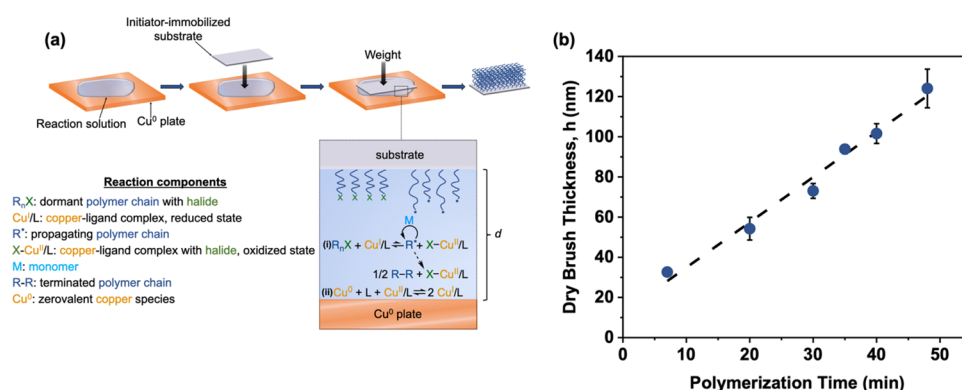 (a)
Initiator-immobilized
substrate
Weight
Reaction solution
Cu⁰ plate
Reaction components
RₙX: dormant polymer chain with halide
Cuᴵ/L: copper-ligand complex, reduced state
R•: propagating polymer chain
X-Cuᴵᴵ/L: copper-ligand complex with halide, oxidized state
M: monomer
R-R: terminated polymer chain
Cu⁰: zerovalent copper species
substrate
X X X X
d
M
(i)RₙX + Cuᴵ/L ⇌ R• + X–Cuᴵᴵ/L
1/2 R–R + X–Cuᴵᴵ/L
(ii)Cu⁰ + L + Cuᴵᴵ/L ⇌ 2 Cuᴵ/L
Cu⁰ plate
(b)
Dry Brush Thickness, h (nm)
140
120
100
80
60
40
20
0
0 10 20 30 40 50
Polymerization Time (min)